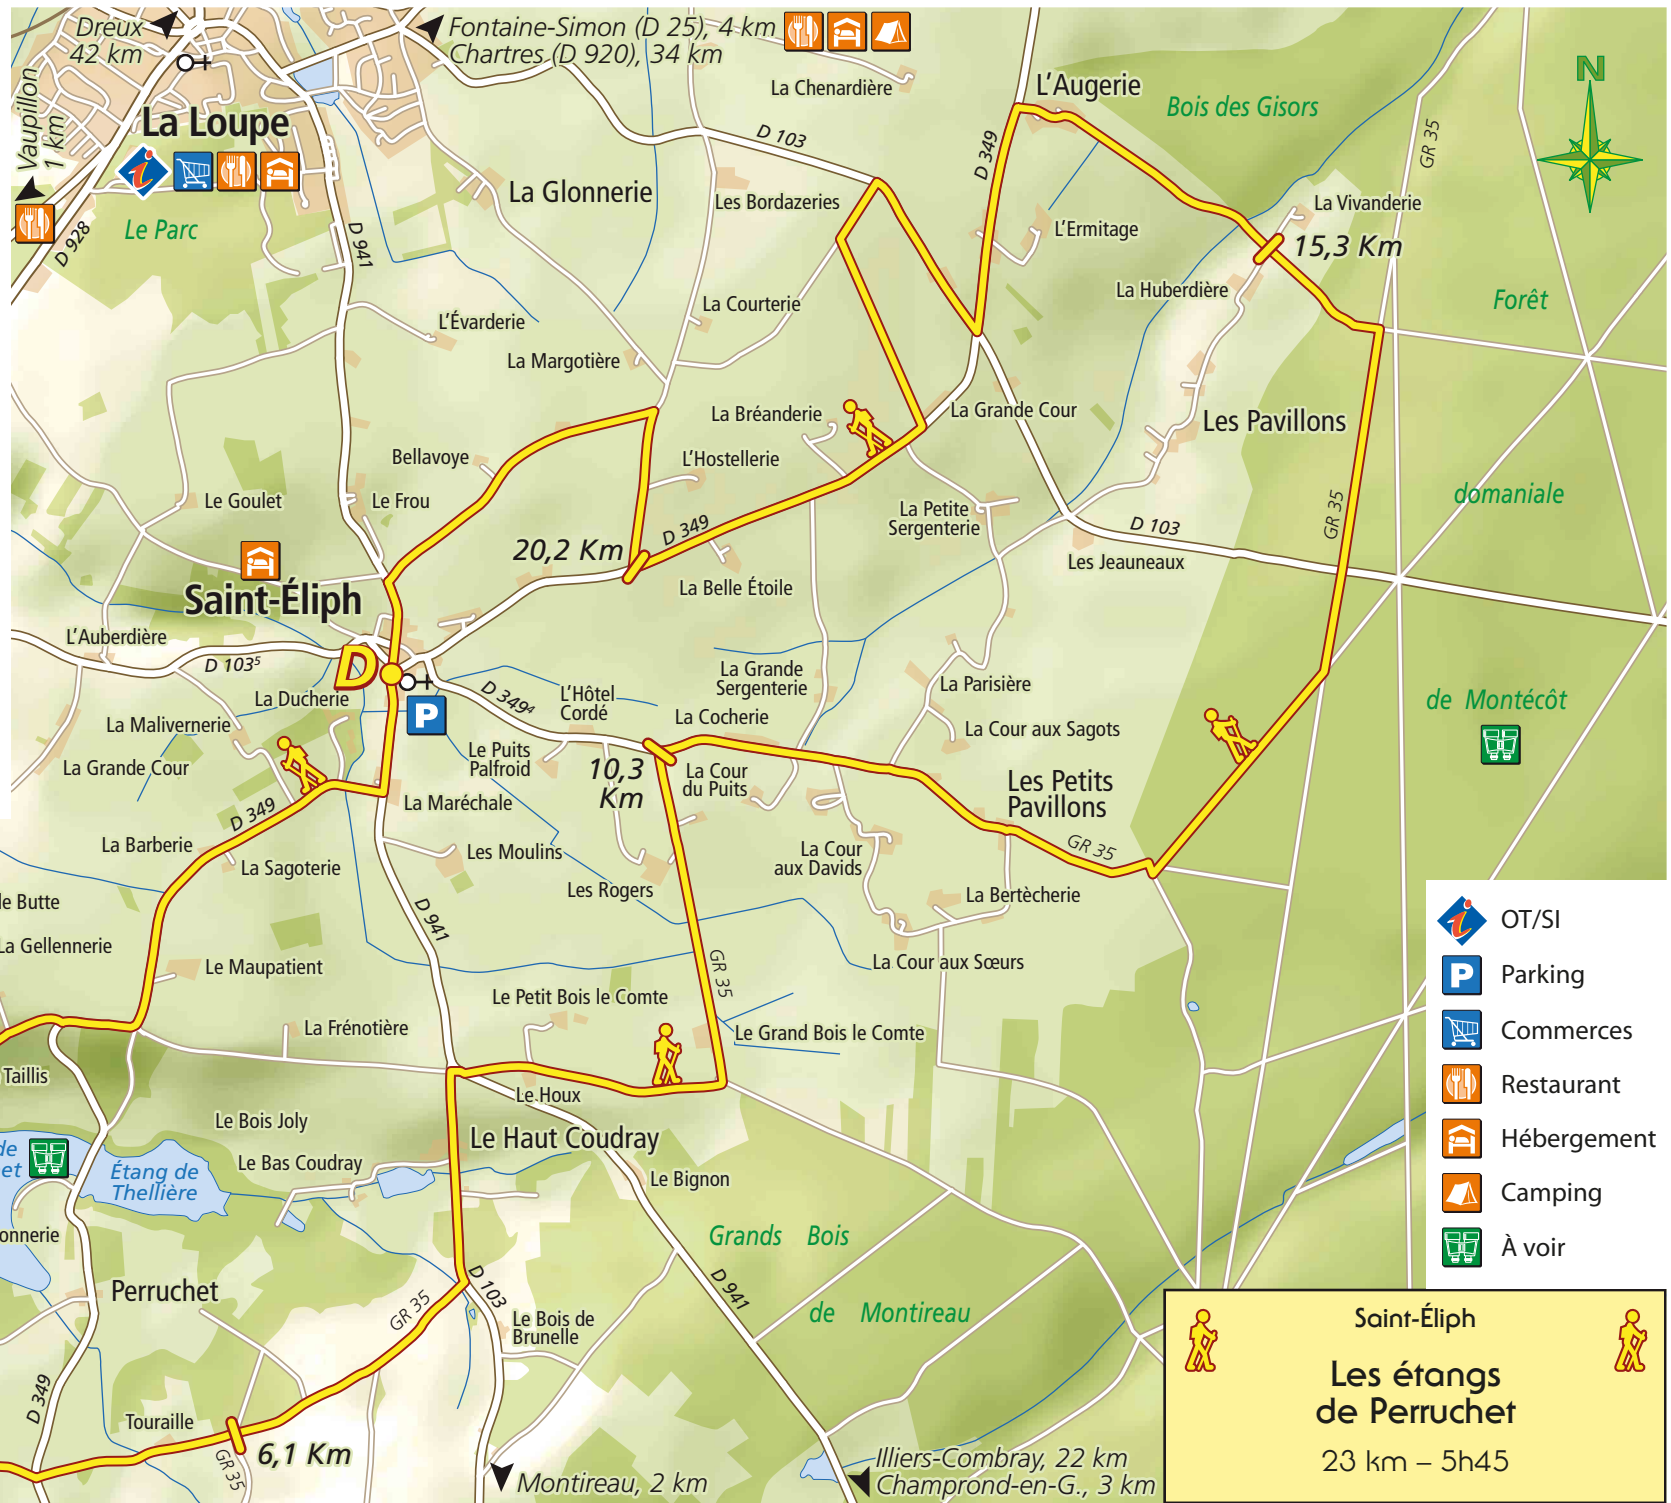 Dreux
42 km
Fontaine-Simon (D 25), 4 km
Chartres (D 920), 34 km
Vaupillon
1 km
La Loupe
Le Parc
D 928
D 941
La Chenardière
D 103
La Glonnerie
Les Bordazeries
L'Augerie
D 349
Bois des Gisors
GR 35
N
L'Ermitage
La Vivanderie
15,3 Km
La Huberdière
Forêt
La Courterie
L'Évarderie
La Margotière
La Bréanderie
La Grande Cour
Les Pavillons
Bellavoye
L'Hostellerie
Le Goulet
Le Frou
La Petite
Sergenterie
domaniale
GR 35
D 349
D 103
20,2 Km
Les Jeauneaux
La Belle Étoile
Saint-Éliph
L'Auberdière
D 103⁵
D
P
La Ducherie
D 349⁴
L'Hôtel
Cordé
La Grande
Sergenterie
La Parisière
de Montécôt
La Malivernerie
La Cocherie
La Cour aux Sagots
La Grande Cour
Le Puits
Palfroid
10,3
Km
La Cour
du Puits
Les Petits
Pavillons
La Maréchale
D 349
La Barberie
Les Moulins
La Cour
aux Davids
GR 35
La Sagoterie
Les Rogers
La Bertècherie
le Butte
D 941
La Gellennerie
Le Maupatient
GR 35
La Cour aux Sœurs
Le Petit Bois le Comte
La Frénotière
Le Grand Bois le Comte
Taillis
Le Houx
Le Bois Joly
Le Haut Coudray
de
et
Étang de
Thellière
Le Bas Coudray
Le Bignon
onnerie
Grands Bois
Perruchet
GR 35
D 103
D 941
Le Bois de
Brunelle
de Montireau
D 349
Touraille
GR 35
6,1 Km
Montireau, 2 km
Illiers-Combray, 22 km
Champrond-en-G., 3 km
OT/SI
P Parking
Commerces
Restaurant
Hébergement
Camping
À voir
Saint-Éliph
Les étangs
de Perruchet
23 km – 5h45